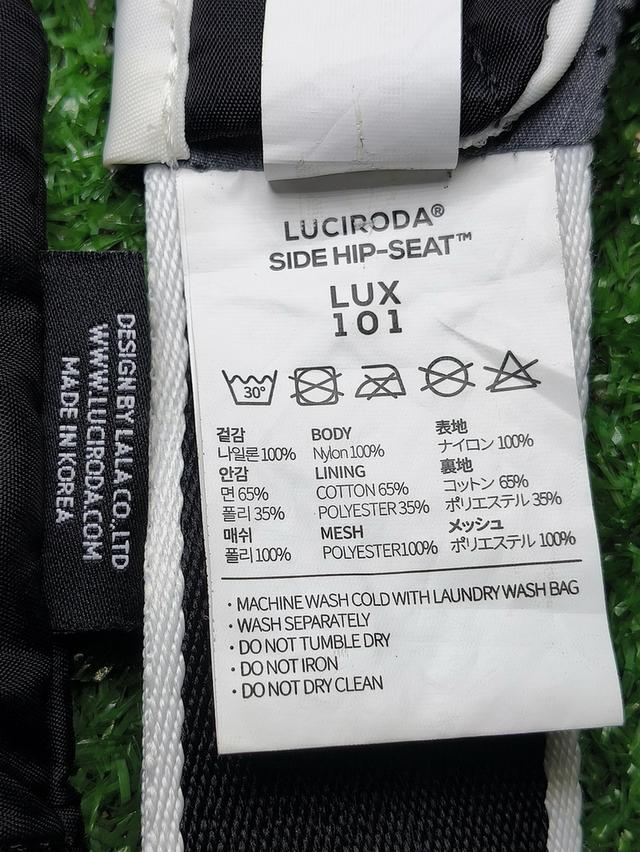 LUCIRODA®
SIDE HIP-SEAT™
LUX
101
30°
겉감
나일론 100%
안감
면 65%
폴리 35%
매쉬
폴리 100%
BODY
Nylon 100%
LINING
COTTON 65%
POLYESTER 35%
MESH
POLYESTER100%
表地
ナイロン 100%
裏地
コットン 65%
ポリエステル 35%
メッシュ
ポリエステル 100%
· MACHINE WASH COLD WITH LAUNDRY WASH BAG
· WASH SEPARATELY
· DO NOT TUMBLE DRY
· DO NOT IRON
· DO NOT DRY CLEAN
DESIGN BY LALA CO.,LTD
WWW.LUCIRODA.COM
MADE IN KOREA